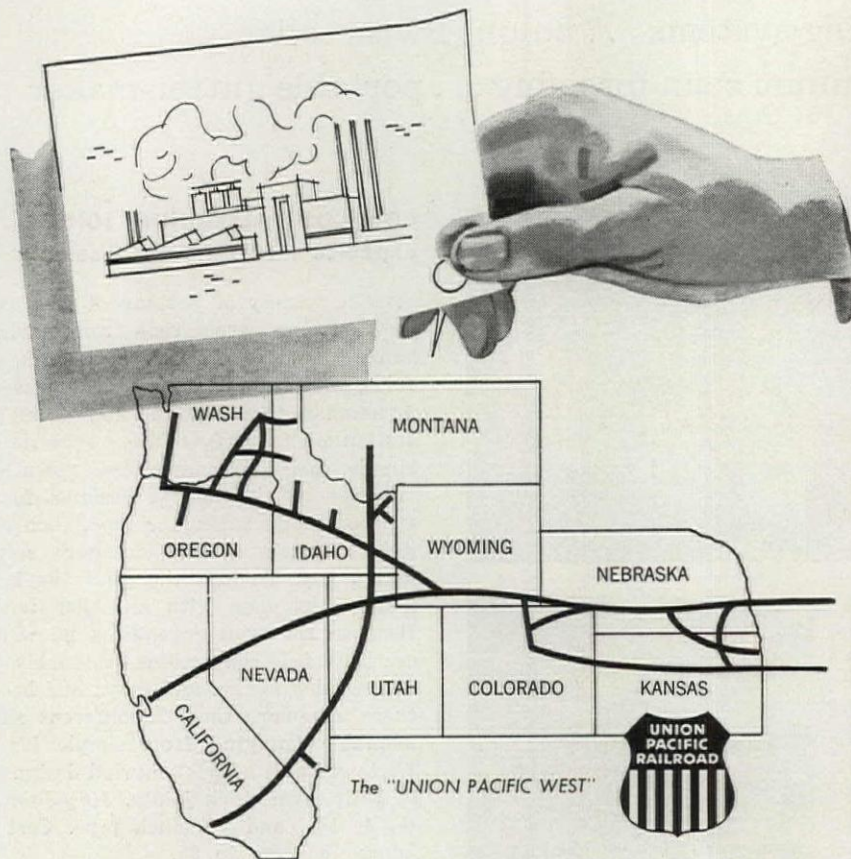 WASH
MONTANA
OREGON
IDAHO
WYOMING
NEBRASKA
NEVADA
UTAH
COLORADO
KANSAS
CALIFORNIA
The "UNION PACIFIC WEST"
UNION
PACIFIC
RAILROAD